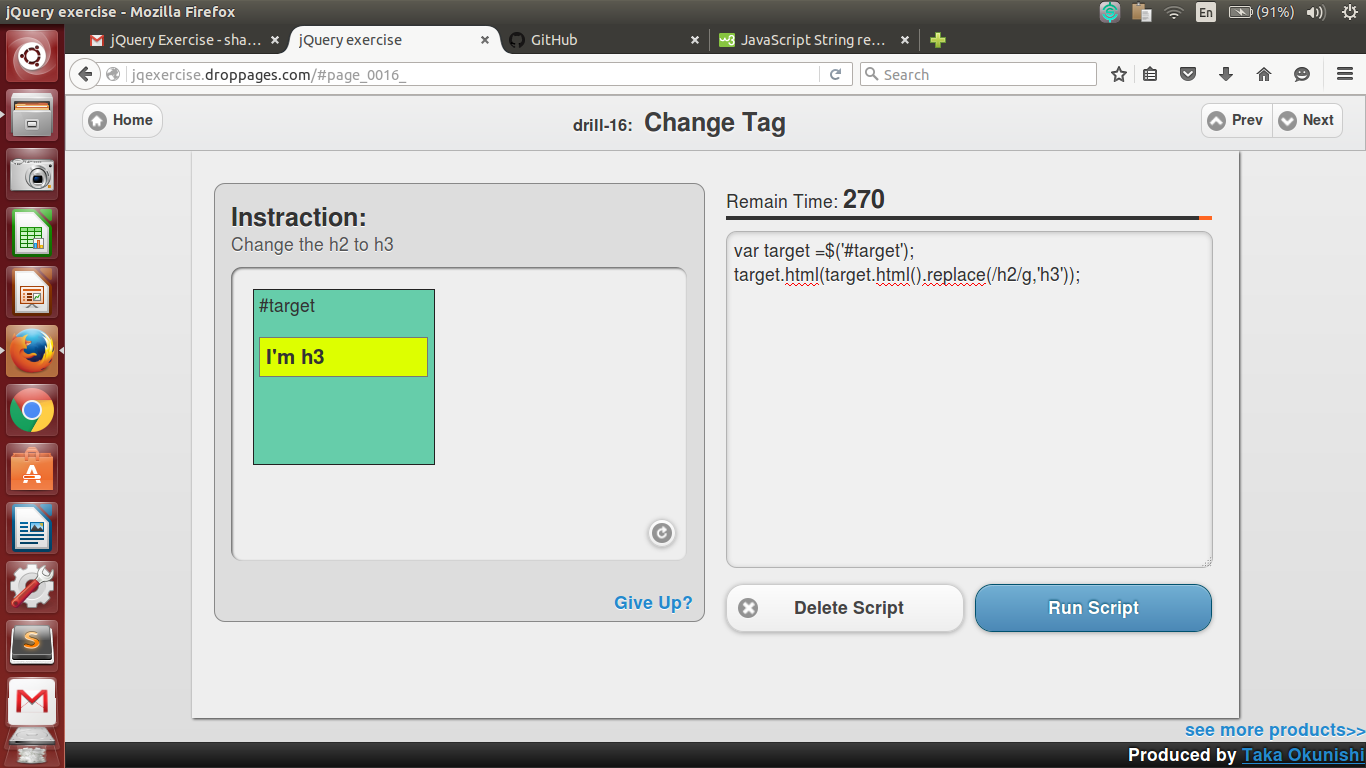 jQuery exercise - Mozilla Firefox
En
(91%)
jQuery Exercise - sha...
jQuery exercise
GitHub
JavaScript String re...
jqexercise.droppages.com/#page_0016_
Search
Home
drill-16: Change Tag
Prev
Next
Instraction:
Change the h2 to h3
#target
I'm h3
Give Up?
Remain Time: 270
var target =$('#target');
target.html(target.html().replace(/h2/g,'h3'));
Delete Script
Run Script
see more products>>
Produced by Taka Okunishi